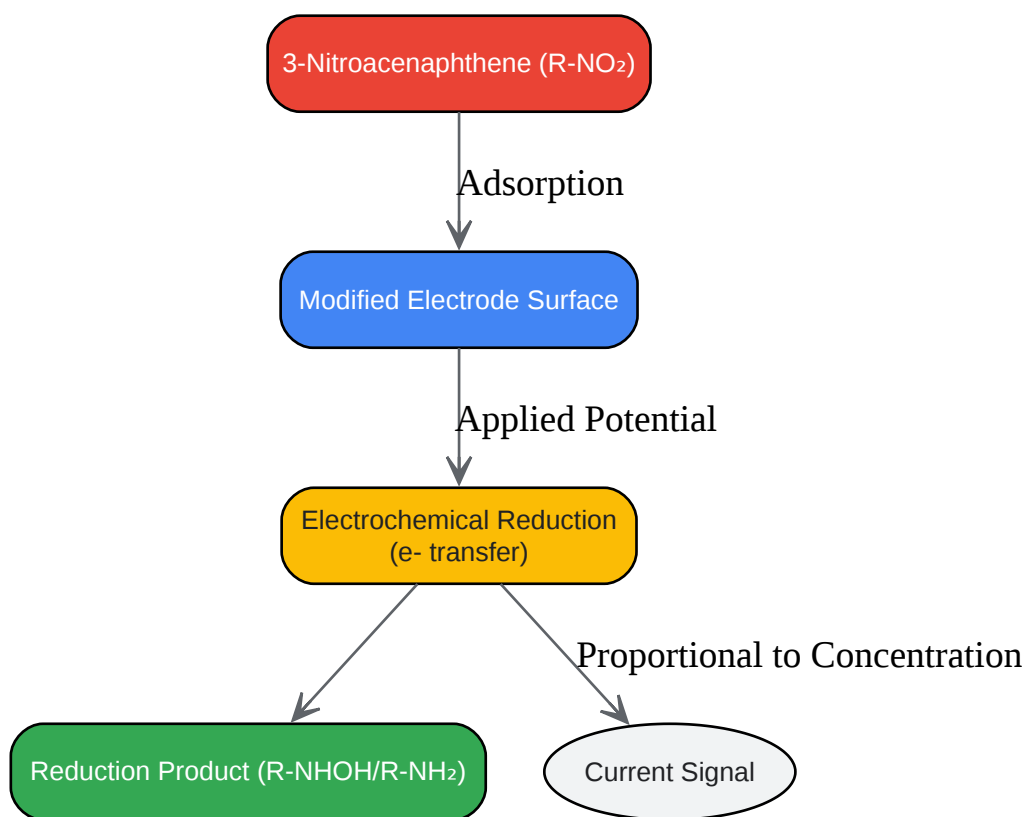 3-Nitroacenaphthene (R-NO₂)
Adsorption
Modified Electrode Surface
Applied Potential
Electrochemical Reduction
(e- transfer)
Proportional to Concentration
Reduction Product (R-NHOH/R-NH₂)
Current Signal